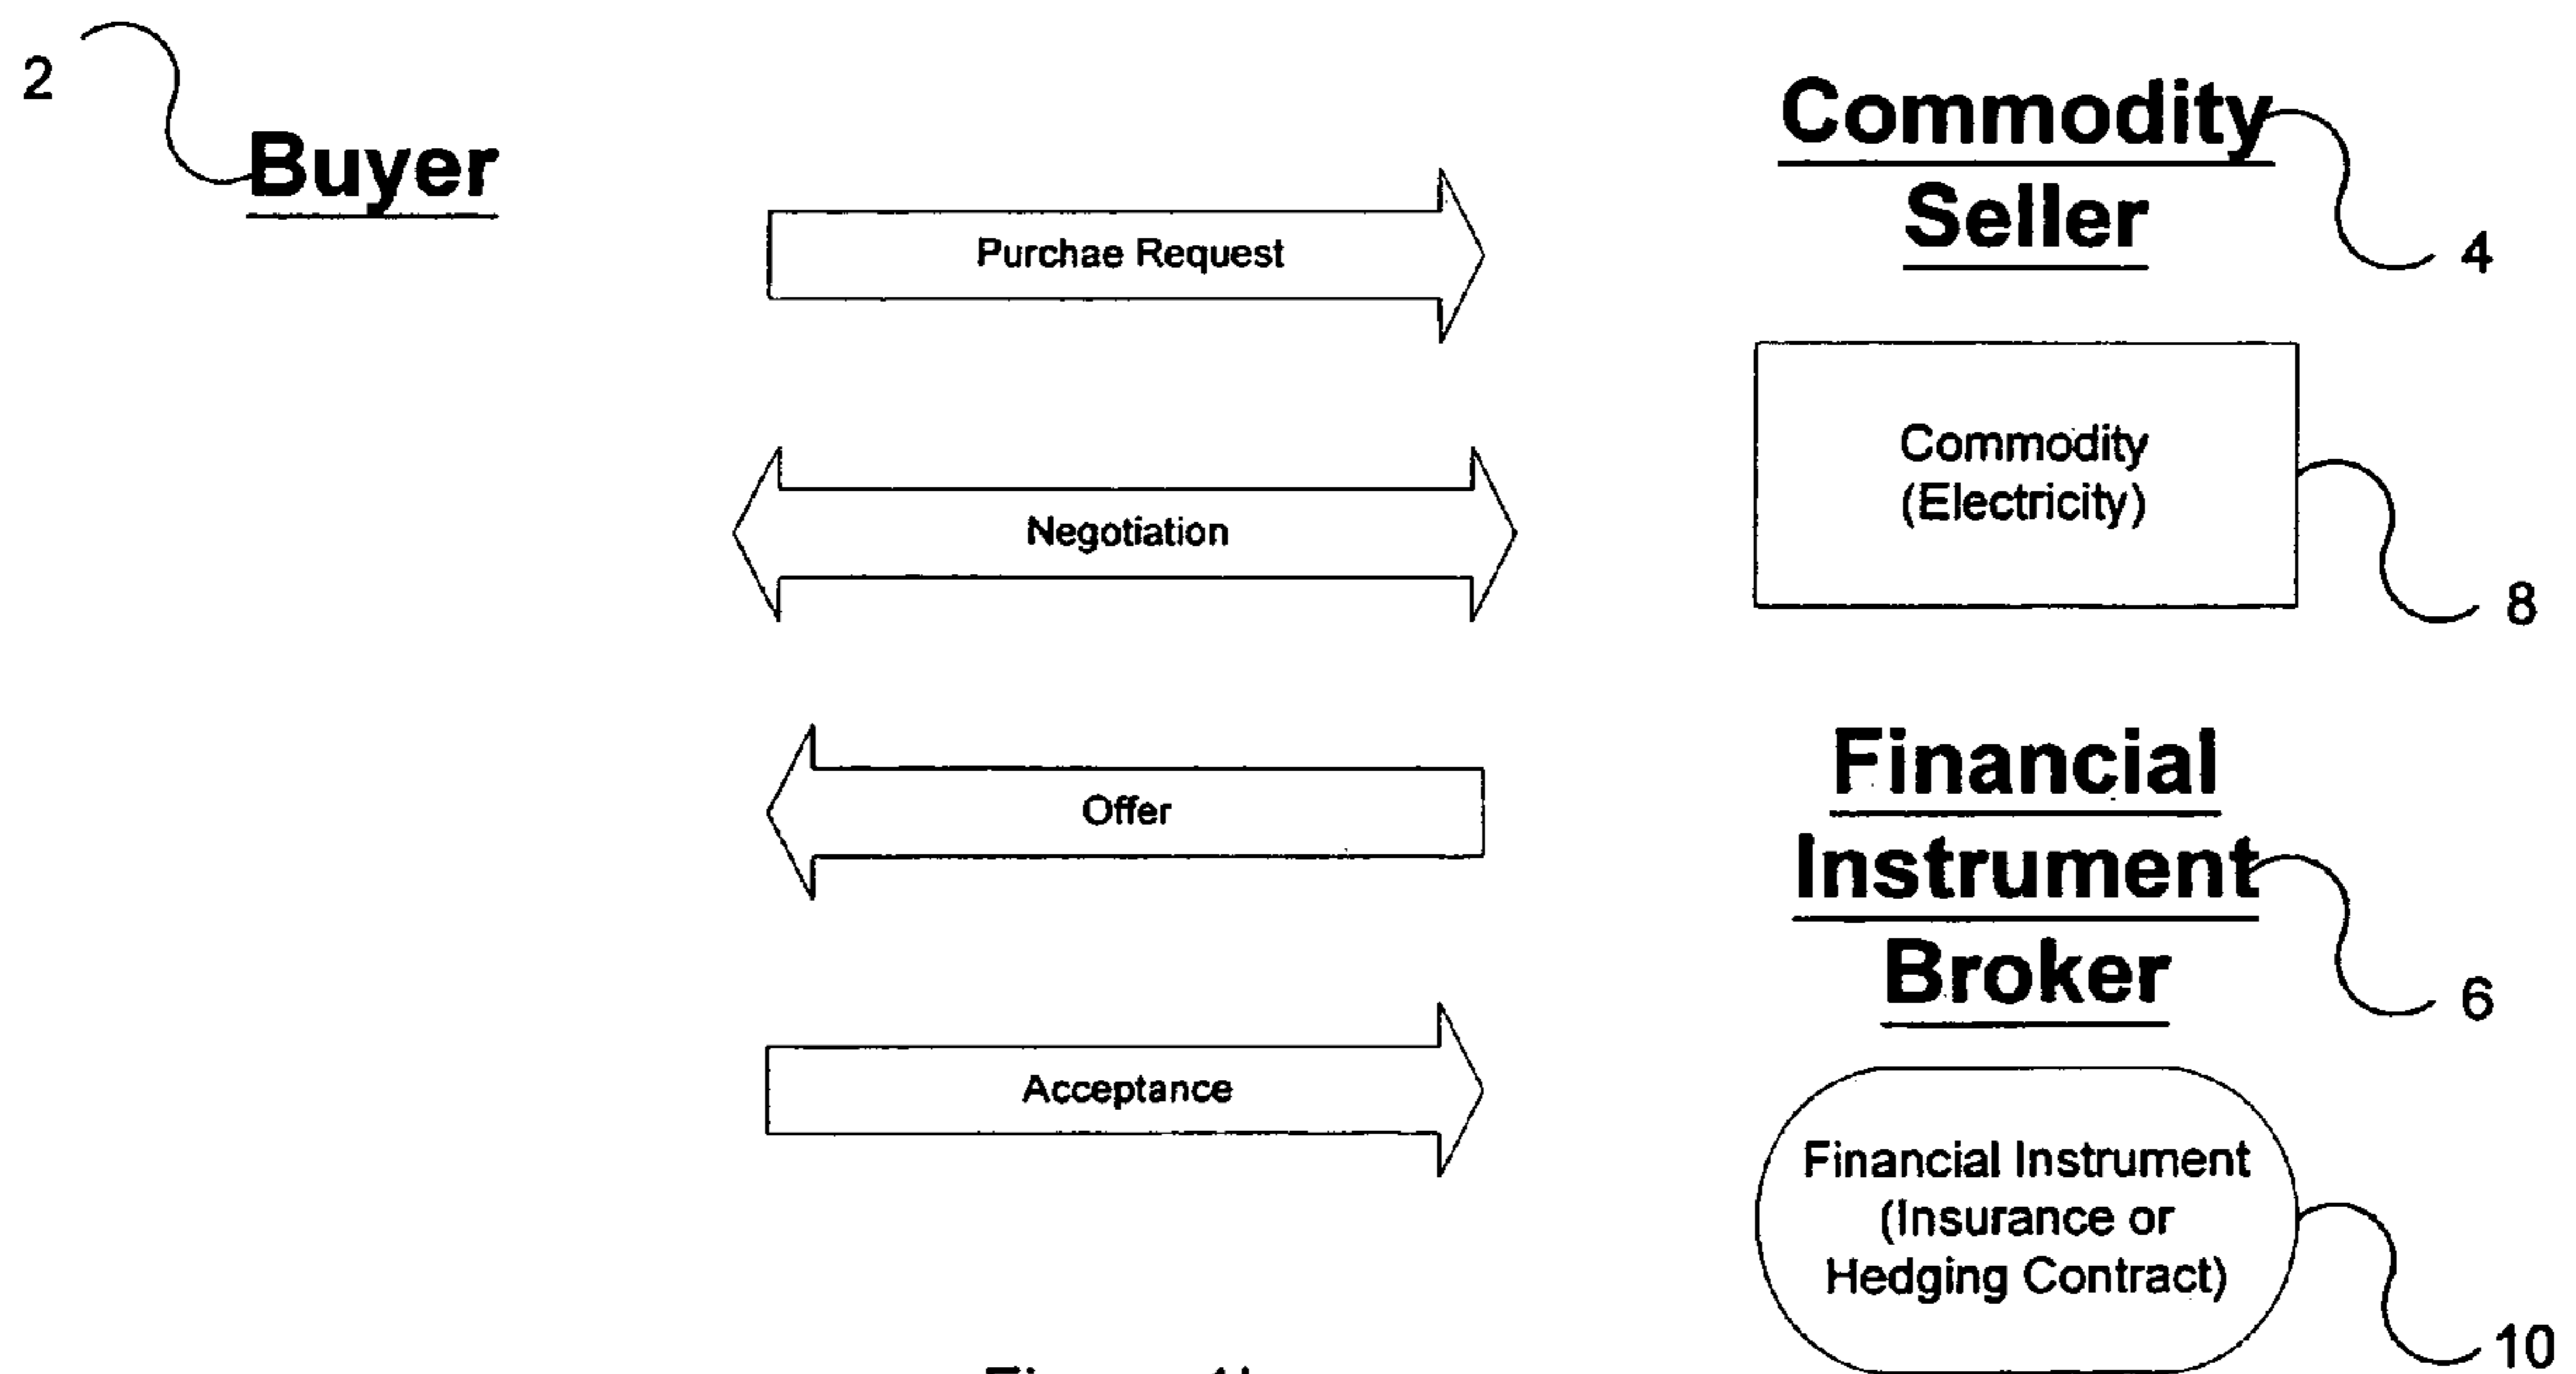 2
Buyer
Commodity
Seller
4
Purchae Request
Commodity
(Electricity)
8
Negotiation
Financial
Instrument
Broker
6
Offer
Acceptance
Financial Instrument
(Insurance or
Hedging Contract)
10